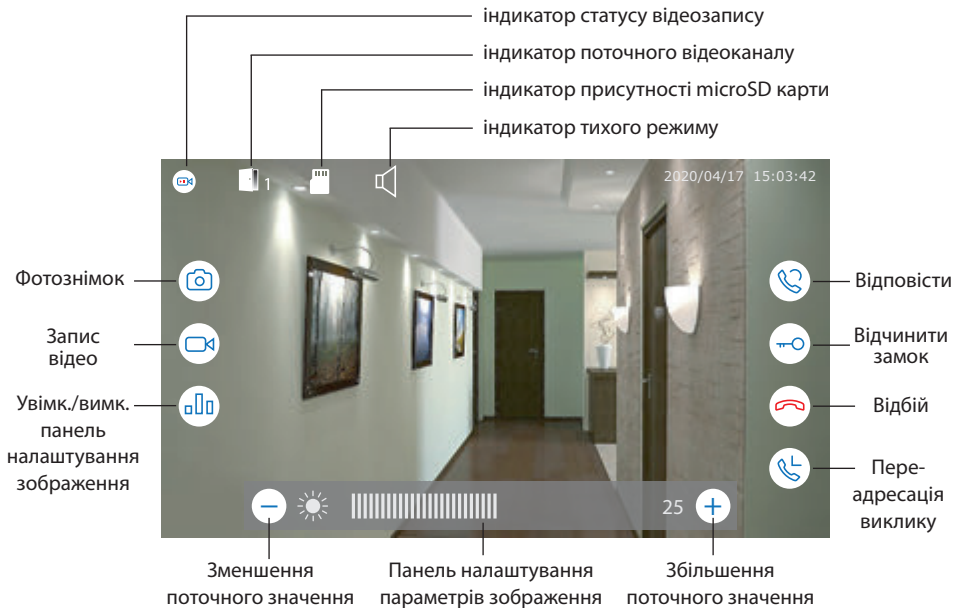 індикатор статусу відеозапису
індикатор поточного відеоканалу
індикатор присутності microSD карти
індикатор тихого режиму
1
2020/04/17 15:03:42
Фотознімок
Запис
відео
Увімк./вимк.
панель
налаштування
зображення
Відповісти
Відчинити
замок
Відбій
Пере-
адресація
виклику
25
Зменшення
поточного значення
Панель налаштування
параметрів зображення
Збільшення
поточного значення